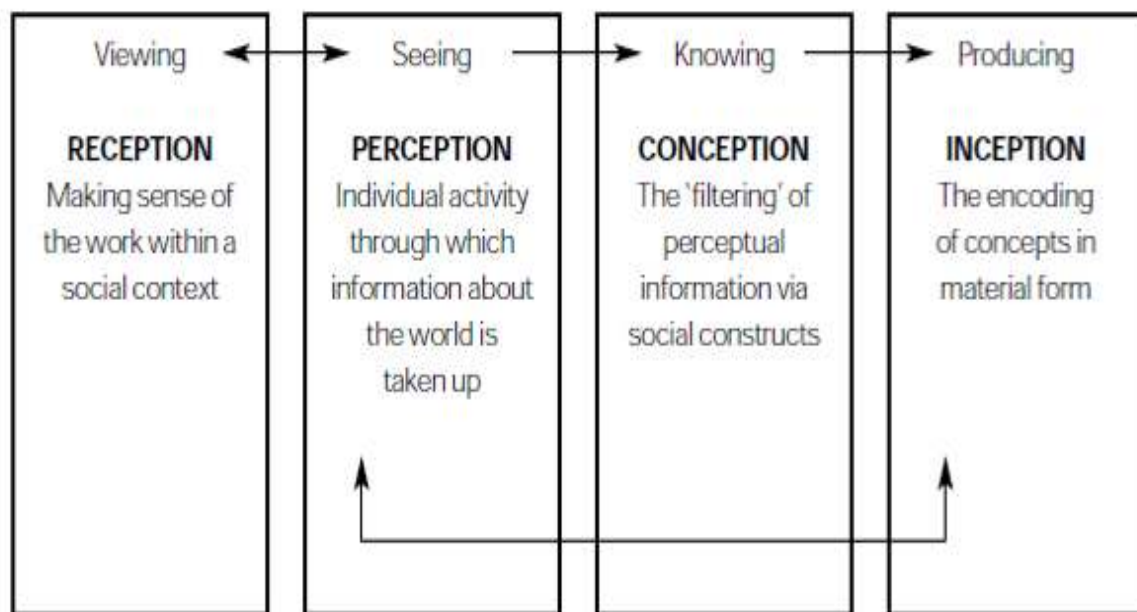 Viewing
RECEPTION
Making sense of
the work within a
social context
Seeing
PERCEPTION
Individual activity
through which
information about
the world is
taken up
Knowing
CONCEPTION
The 'filtering' of
perceptual
information via
social constructs
Producing
INCEPTION
The encoding
of concepts in
material form